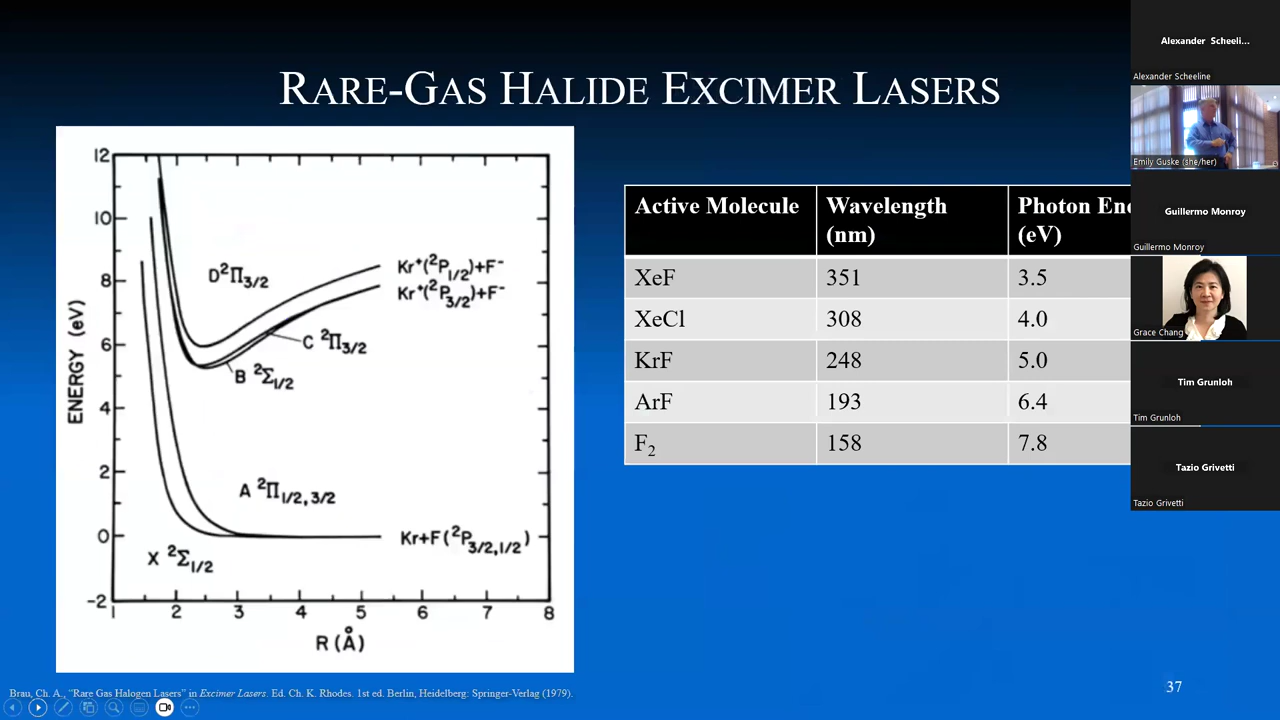 RARE-GAS HALIDE EXCIMER LASERS
12
10
8
6
4
2
0
-2
1
2
3
4
5
6
7
8
ENERGY (eV)
R (Å)
D²Π3/2
Kr⁺(²P1/2)+F⁻
Kr⁺(²P3/2)+F⁻
C ²Π3/2
B ²Σ1/2
A ²Π1/2,3/2
Kr+F(²P3/2,1/2)
X ²Σ1/2
Active Molecule Wavelength (nm) Photon Ene (eV)
XeF 351 3.5
XeCl 308 4.0
KrF 248 5.0
ArF 193 6.4
F₂ 158 7.8
Brau, Ch. A., “Rare Gas Halogen Lasers” in Excimer Lasers. Ed. Ch. K. Rhodes. 1st ed. Berlin, Heidelberg: Springer-Verlag (1979).
37
Alexander Scheeli...
Alexander Scheeline
Emily Guske (she/her)
Guillermo Monroy
Guillermo Monroy
Grace Chang
Tim Grunloh
Tim Grunloh
Tazio Grivetti
Tazio Grivetti